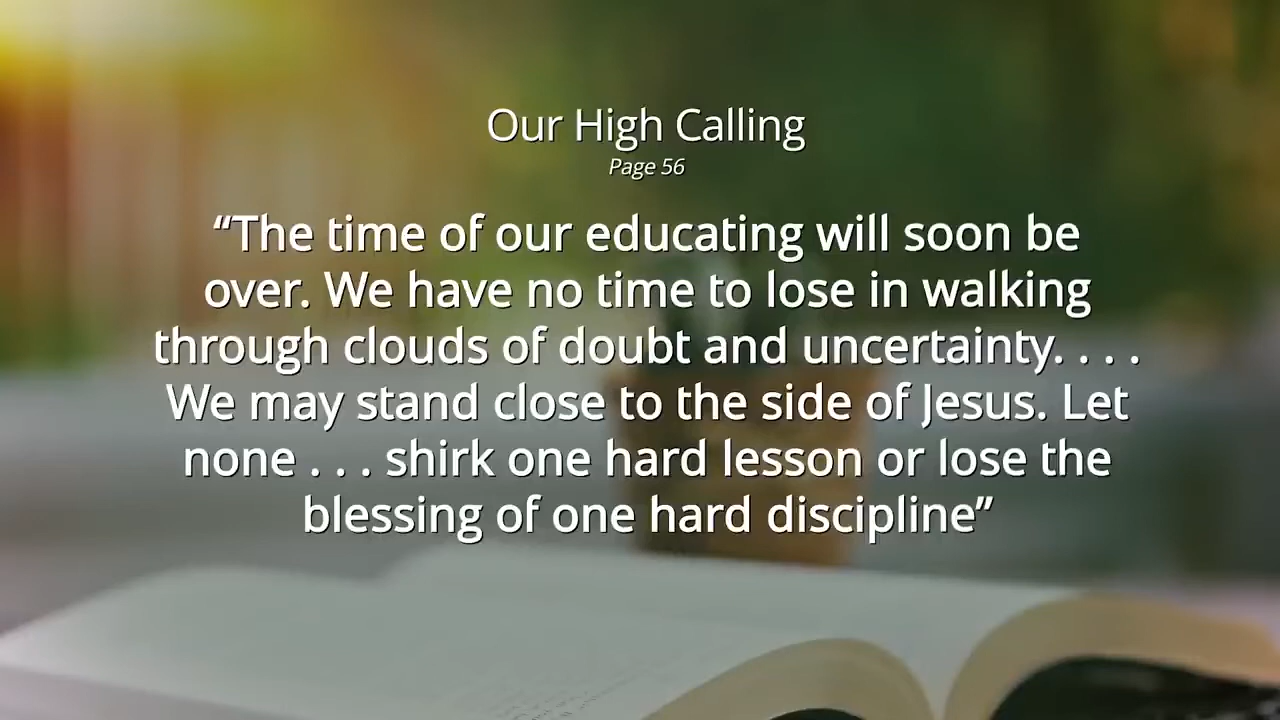 Our High Calling
Page 56
“The time of our educating will soon be
over. We have no time to lose in walking
through clouds of doubt and uncertainty. . . .
We may stand close to the side of Jesus. Let
none . . . shirk one hard lesson or lose the
blessing of one hard discipline”